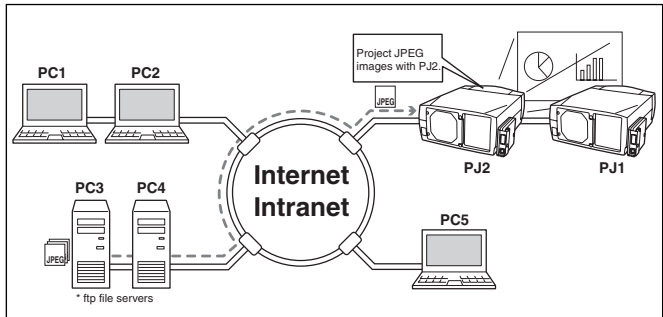 Project JPEG
images with PJ2.
PC1
PC2
JPEG
PJ2
PJ1
Internet
Intranet
PC3
PC4
PC5
JPEG
* ftp file servers